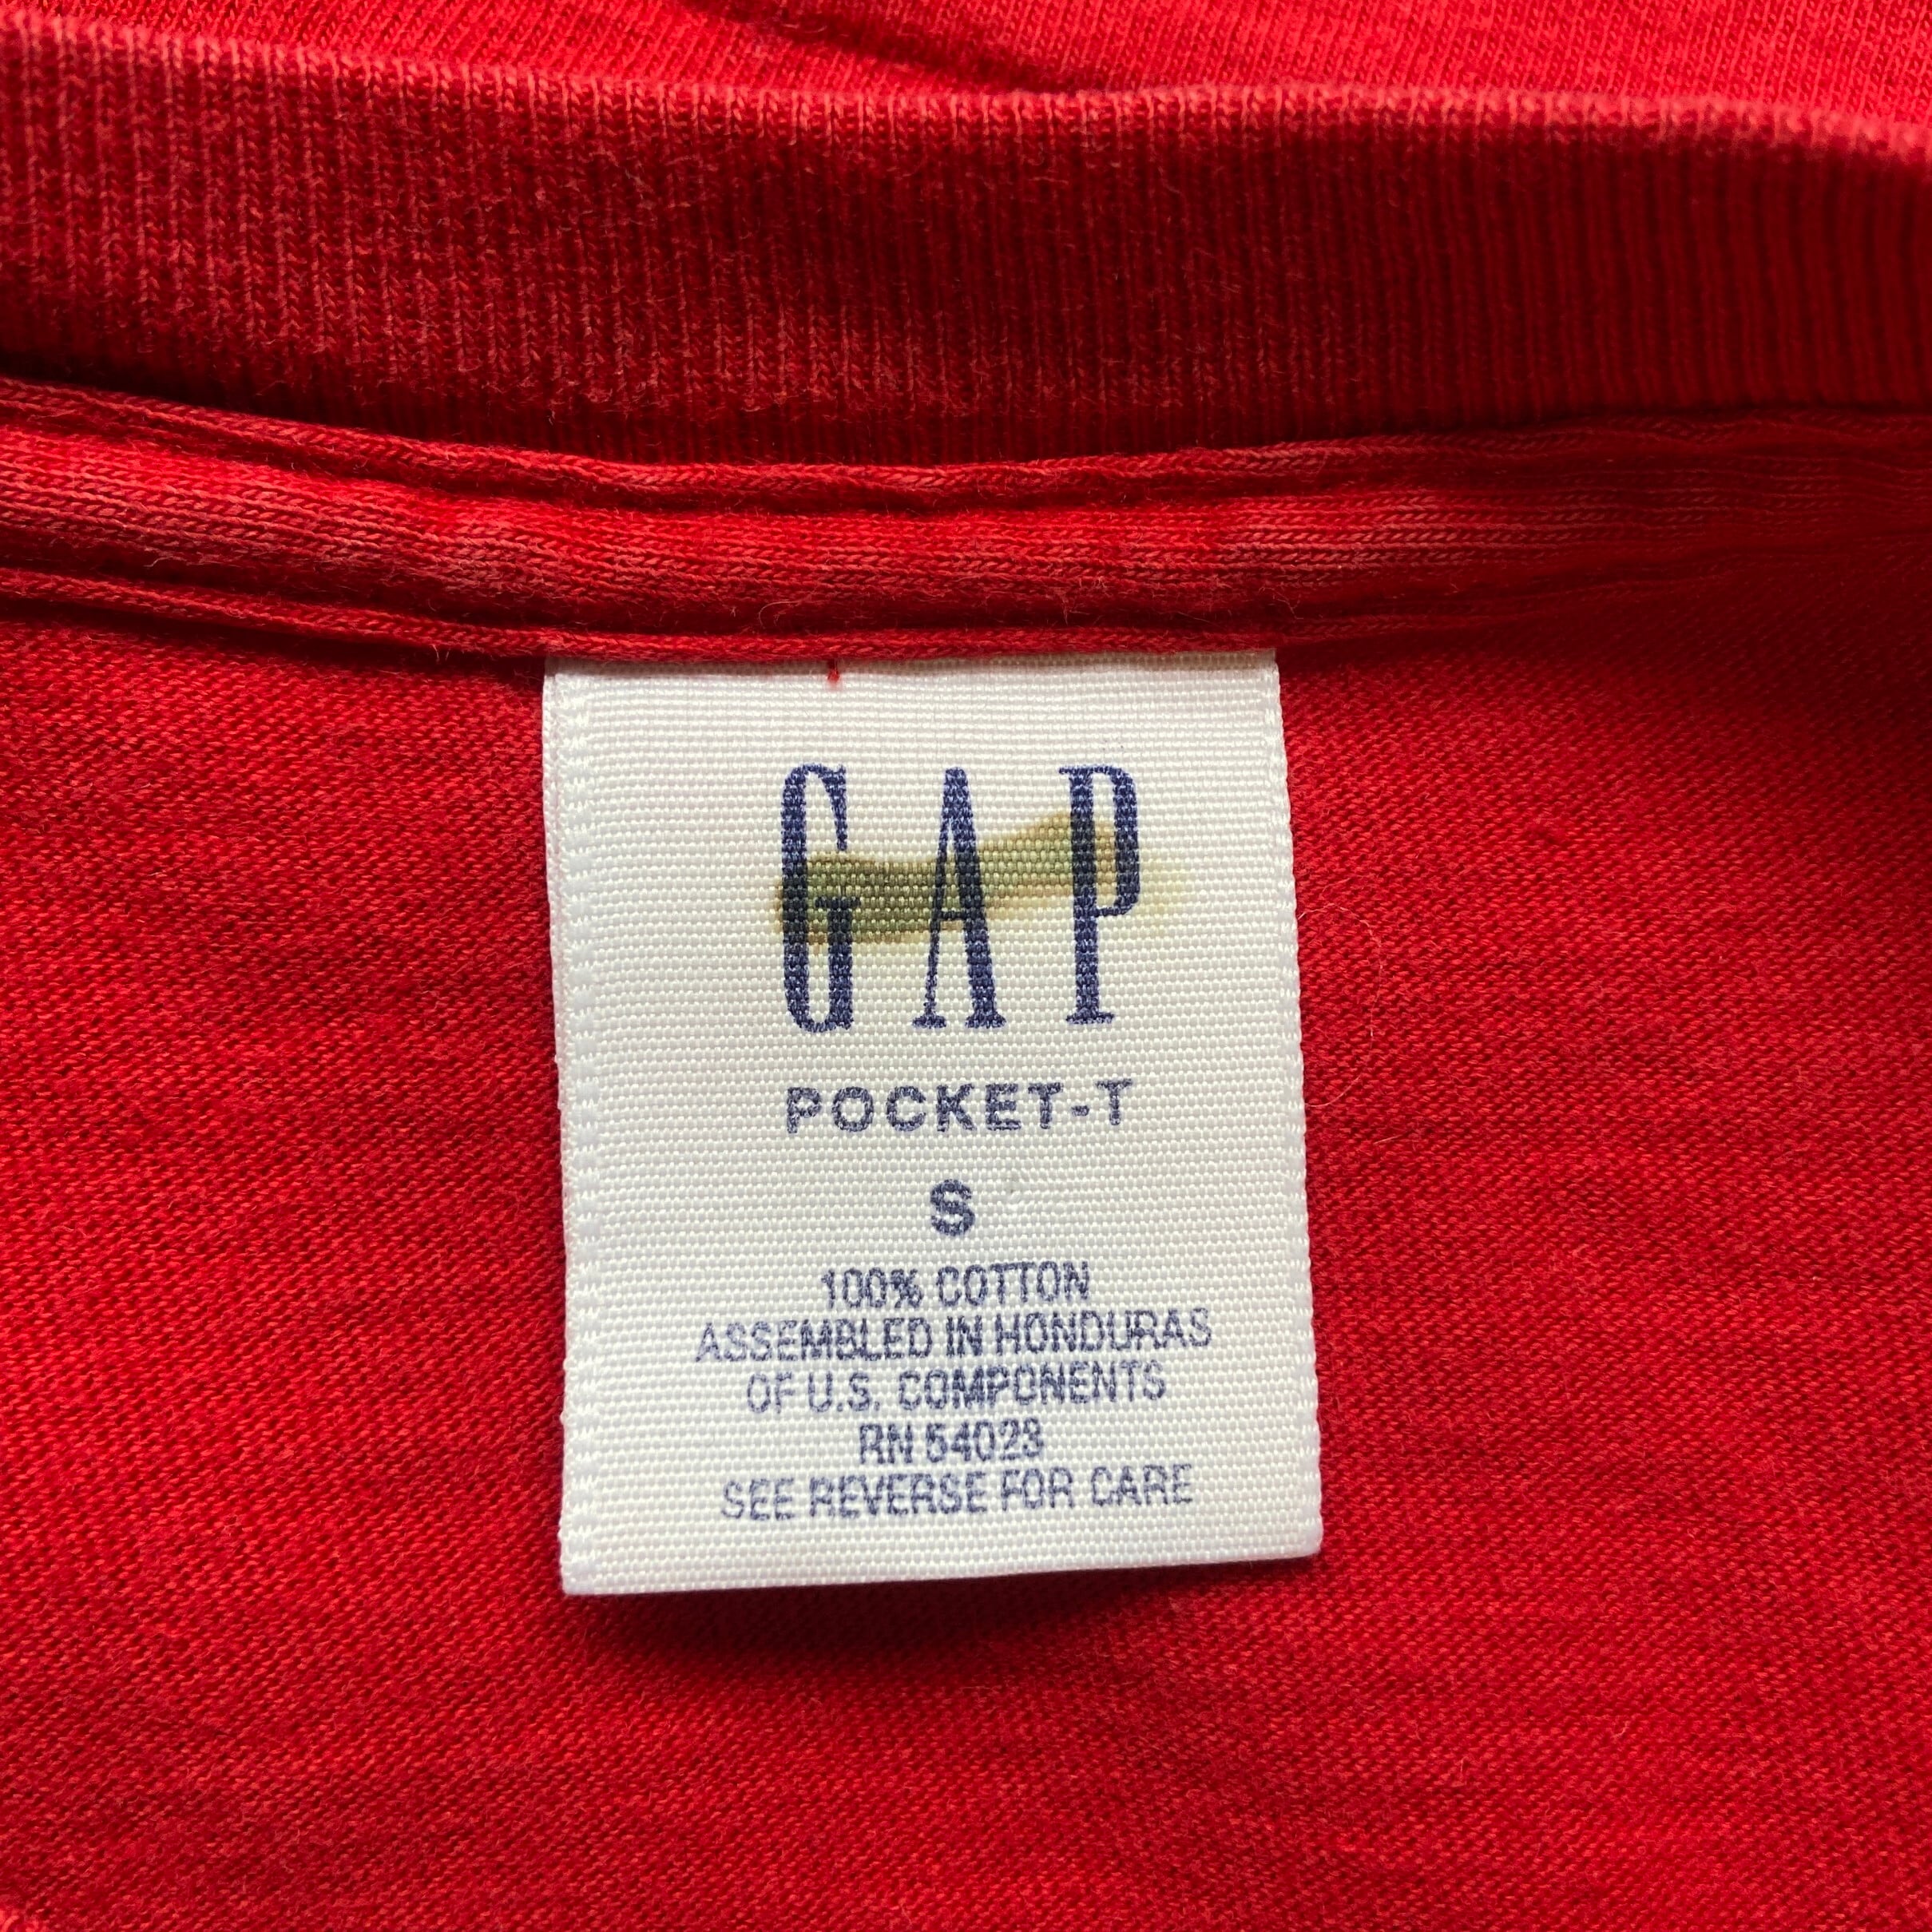 GAP
POCKET-T
S
100% COTTON
ASSEMBLED IN HONDURAS
OF U.S. COMPONENTS
RN 54023
SEE REVERSE FOR CARE